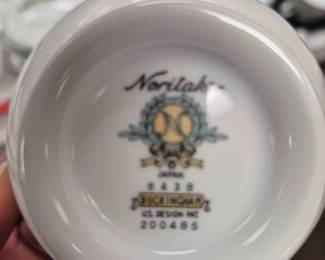 Noritake
N
©
JAPAN
6438
BUCKINGHAM
U.S. DESIGN PAT.
200485